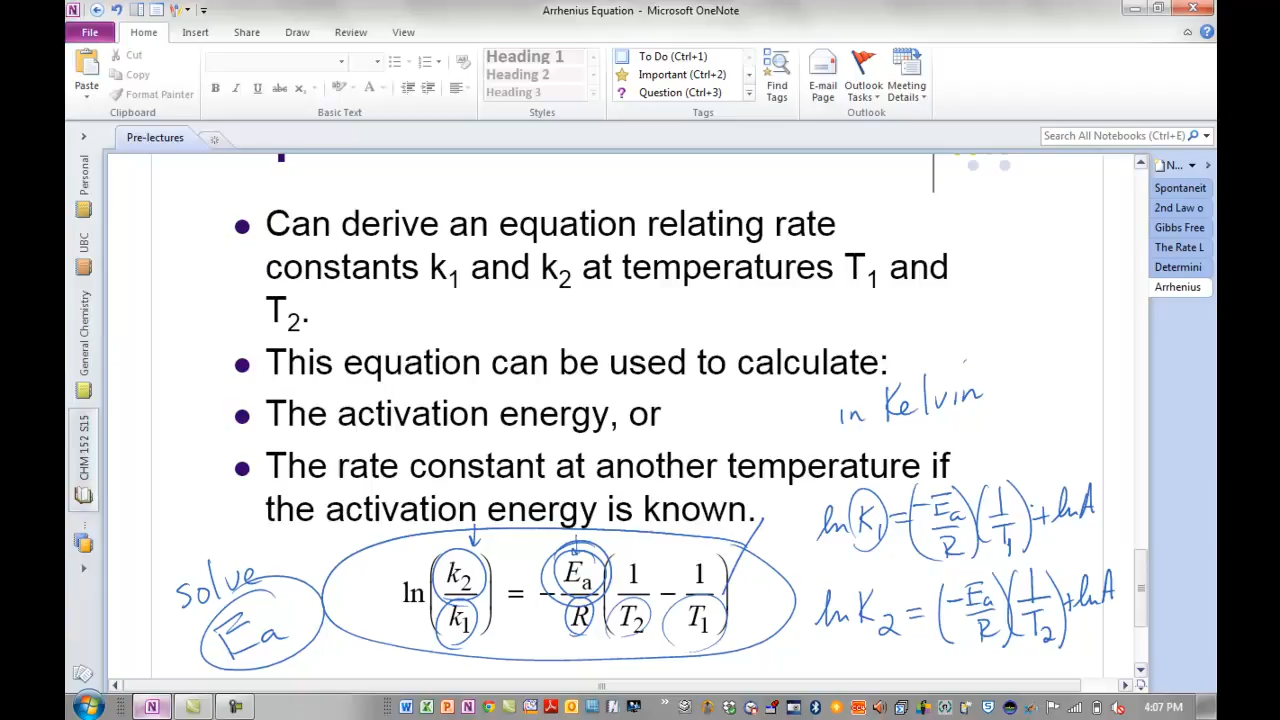 Arrhenius Equation - Microsoft OneNote
File Home Insert Share Draw Review View
Paste
Cut
Copy
Format Painter
Clipboard
B I U abc X₂ A
Basic Text
Heading 1
Heading 2
Heading 3
Styles
To Do (Ctrl+1)
Important (Ctrl+2)
Question (Ctrl+3)
Find Tags
Tags
E-mail Page
Outlook Tasks
Meeting Details
Outlook
Pre-lectures
Search All Notebooks (Ctrl+E)
Personal
UBC
General Chemistry
CHM 152 S15
N...
Spontaneit
2nd Law o
Gibbs Free
The Rate L
Determini
Arrhenius
Can derive an equation relating rate
constants k₁ and k₂ at temperatures T₁ and
T₂.
This equation can be used to calculate:
in Kelvin
The activation energy, or
The rate constant at another temperature if
the activation energy is known.
ln K₁ = (-Ea/R)(1/T₁) + ln A
solve
Ea
ln(k₂/k₁) = -Ea/R (1/T₂ - 1/T₁)
ln K₂ = (-Ea/R)(1/T₂) + ln A
4:07 PM